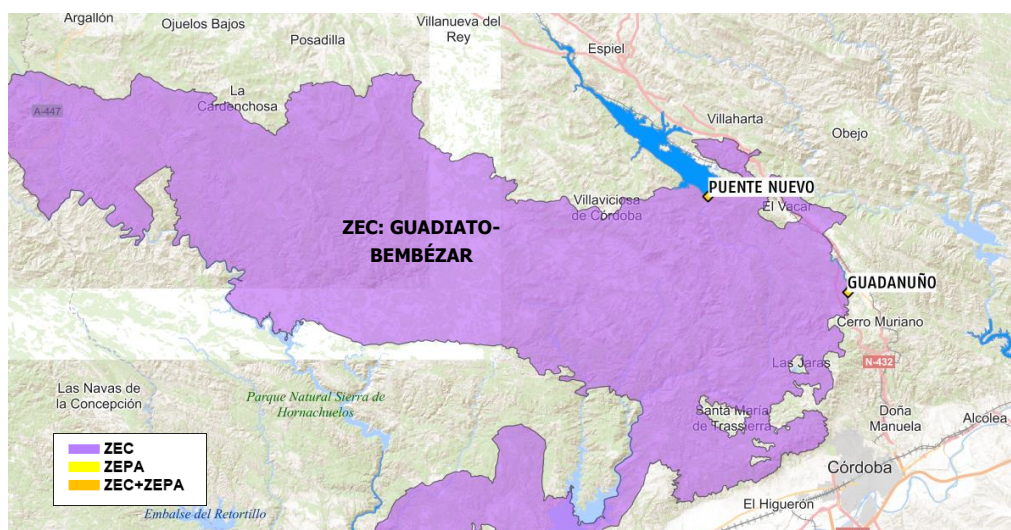 Argallón
Ojuelos Bajos
Villanueva del
Rey
Posadilla
Espiel
La
Cardenchosa
A-447
Villaharta
Obejo
PUENTE NUEVO
Villaviciosa
de Córdoba
El Vacar
ZEC: GUADIATO-
BEMBÉZAR
GUADANUÑO
Cerro Muriano
Las Jaras
N-432
Las Navas de
la Concepción
Parque Natural Sierra de
Hornachuelos
Santa María
de Trassierra
Doña
Manuela
Alcolea
ZEC
ZEPA
ZEC+ZEPA
Córdoba
El Higuerón
Embalse del Retortillo